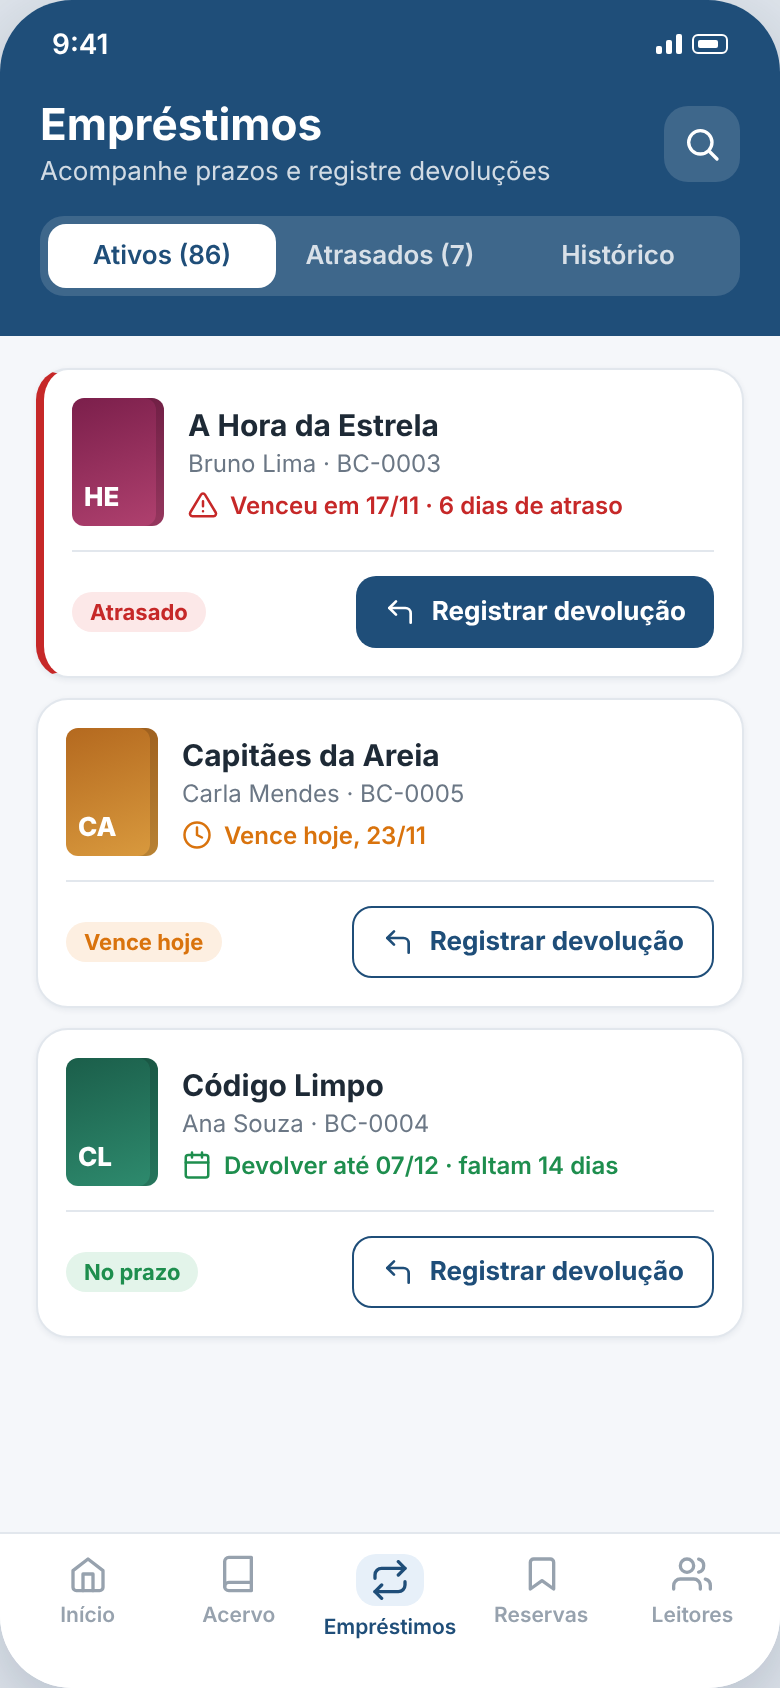 9:41
Empréstimos
Acompanhe prazos e registre devoluções
Ativos (86)
Atrasados (7)
Histórico
HE
A Hora da Estrela
Bruno Lima · BC-0003
Venceu em 17/11 · 6 dias de atraso
Atrasado
Registrar devolução
CA
Capitães da Areia
Carla Mendes · BC-0005
Vence hoje, 23/11
Vence hoje
Registrar devolução
CL
Código Limpo
Ana Souza · BC-0004
Devolver até 07/12 · faltam 14 dias
No prazo
Registrar devolução
Início
Acervo
Empréstimos
Reservas
Leitores